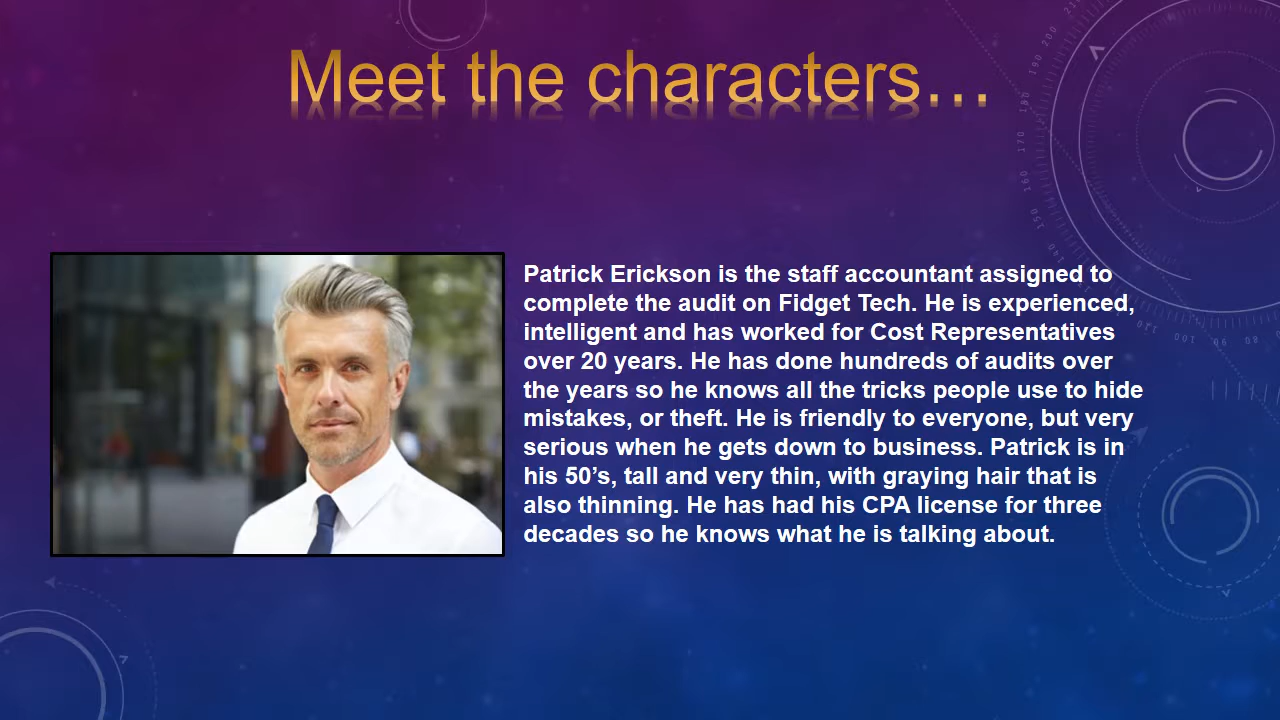 Meet the characters…
Patrick Erickson is the staff accountant assigned to
complete the audit on Fidget Tech. He is experienced,
intelligent and has worked for Cost Representatives
over 20 years. He has done hundreds of audits over
the years so he knows all the tricks people use to hide
mistakes, or theft. He is friendly to everyone, but very
serious when he gets down to business. Patrick is in
his 50’s, tall and very thin, with graying hair that is
also thinning. He has had his CPA license for three
decades so he knows what he is talking about.